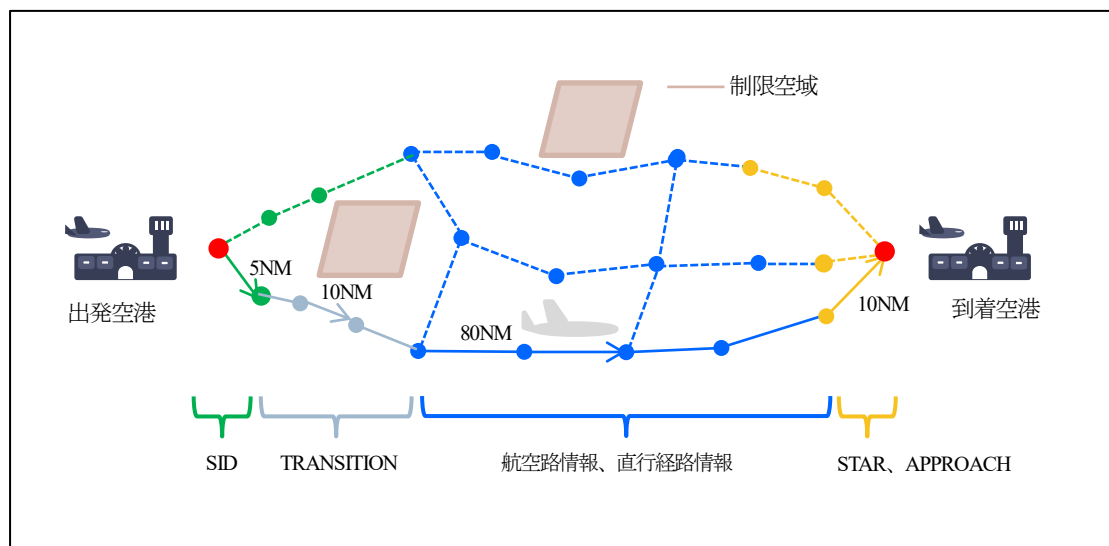 制限空域
5NM
10NM
出発空港
80NM
10NM
到着空港
SID
TRANSITION
航空路情報、直行経路情報
STAR、APPROACH